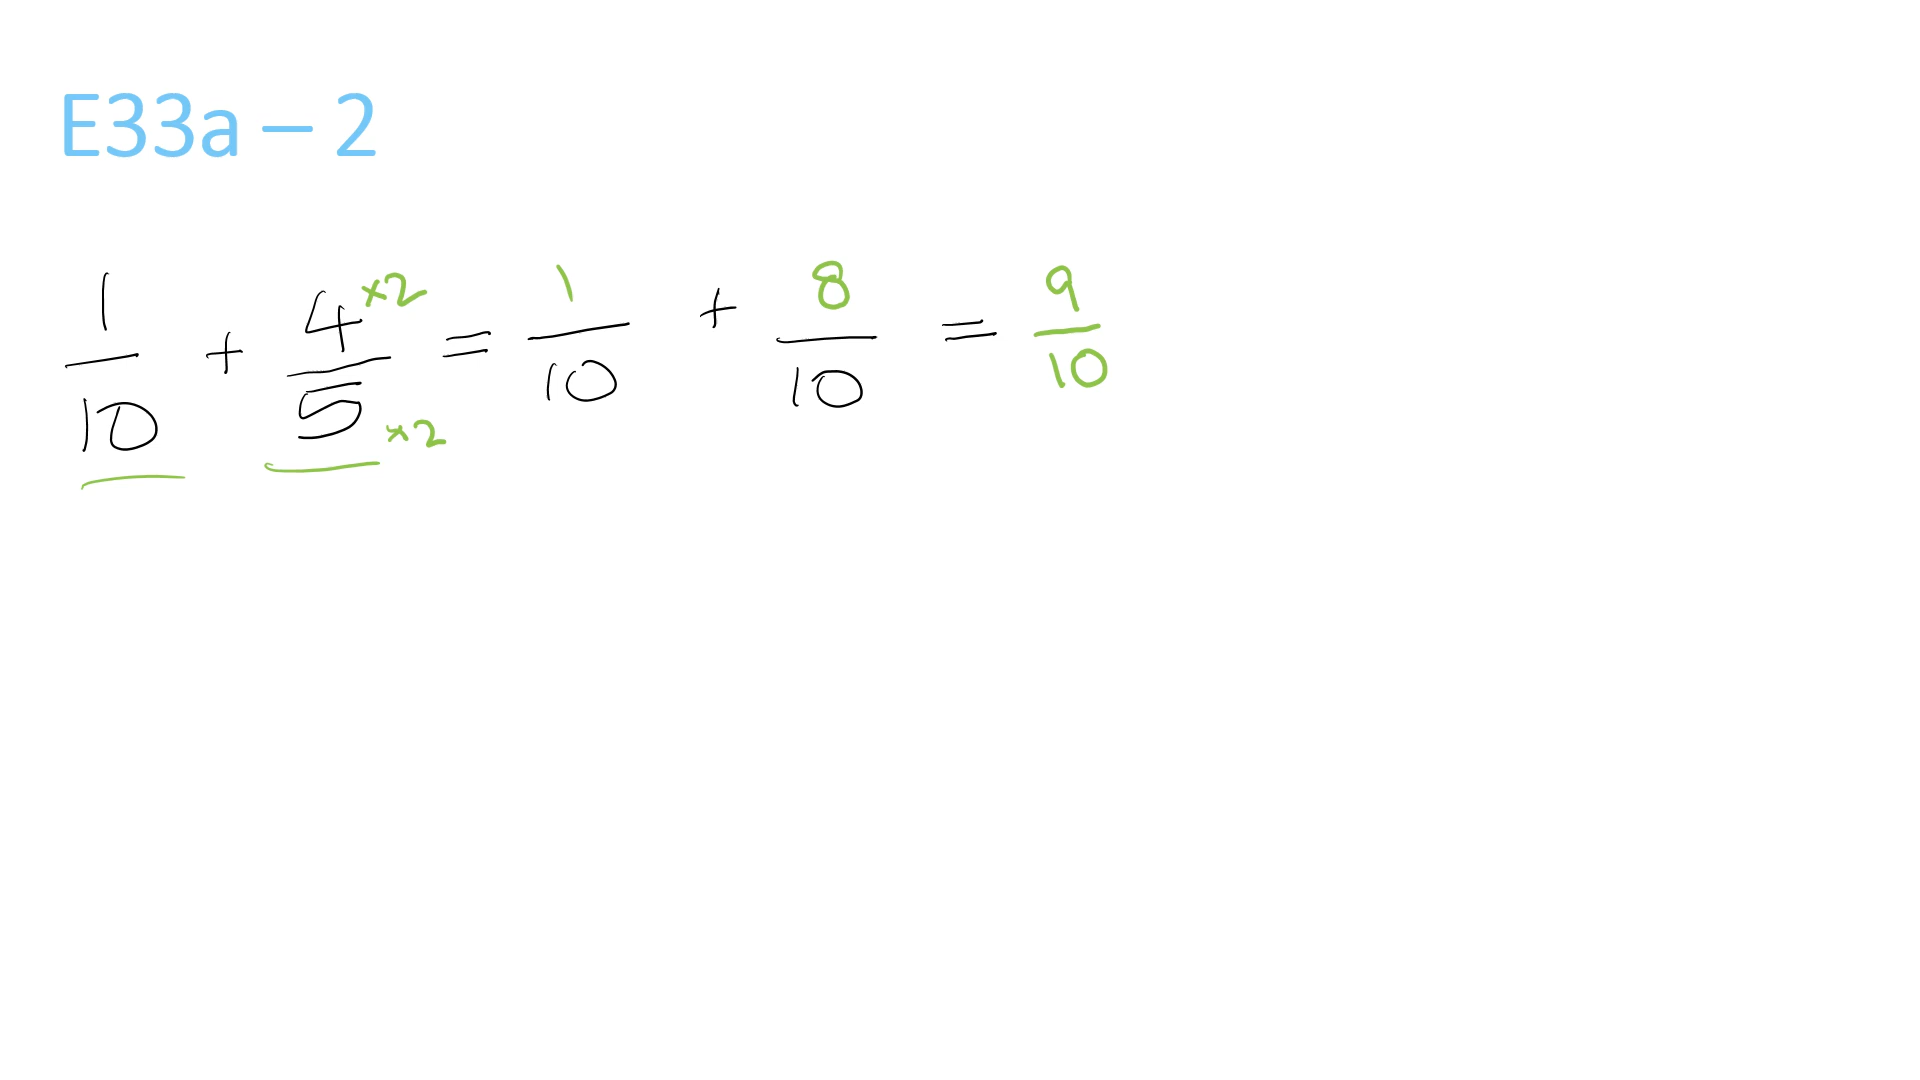 E33a – 2
1/10 + 4×2/5×2 = 1/10 + 8/10 = 9/10